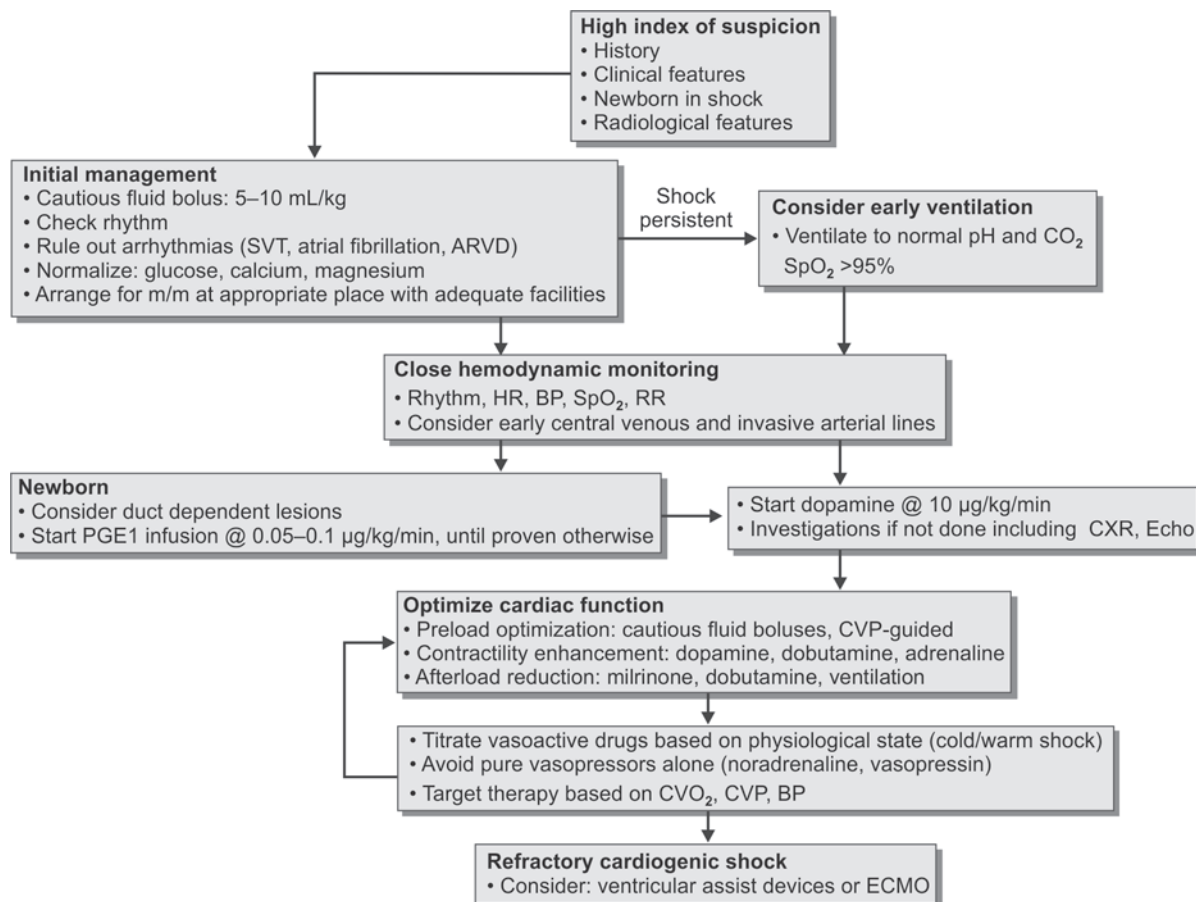 High index of suspicion
• History
• Clinical features
• Newborn in shock
• Radiological features
Initial management
• Cautious fluid bolus: 5–10 mL/kg
• Check rhythm
• Rule out arrhythmias (SVT, atrial fibrillation, ARVD)
• Normalize: glucose, calcium, magnesium
• Arrange for m/m at appropriate place with adequate facilities
Shock
persistent
Consider early ventilation
• Ventilate to normal pH and CO₂
SpO₂ >95%
Close hemodynamic monitoring
• Rhythm, HR, BP, SpO₂, RR
• Consider early central venous and invasive arterial lines
Newborn
• Consider duct dependent lesions
• Start PGE1 infusion @ 0.05–0.1 µg/kg/min, until proven otherwise
• Start dopamine @ 10 µg/kg/min
• Investigations if not done including CXR, Echo
Optimize cardiac function
• Preload optimization: cautious fluid boluses, CVP-guided
• Contractility enhancement: dopamine, dobutamine, adrenaline
• Afterload reduction: milrinone, dobutamine, ventilation
• Titrate vasoactive drugs based on physiological state (cold/warm shock)
• Avoid pure vasopressors alone (noradrenaline, vasopressin)
• Target therapy based on CVO₂, CVP, BP
Refractory cardiogenic shock
• Consider: ventricular assist devices or ECMO